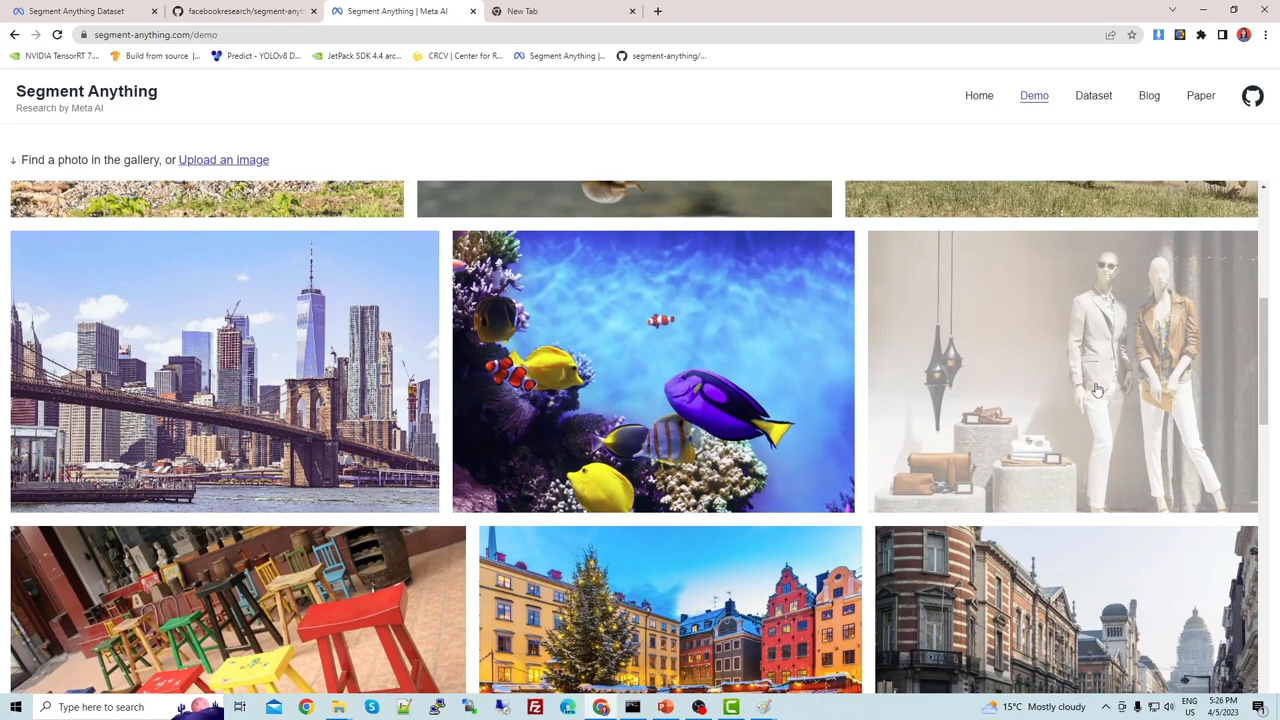 Segment Anything Dataset
facebookresearch/segment-anyt
Segment Anything | Meta AI
New Tab
segment-anything.com/demo
NVIDIA TensorRT 7....
Build from source |...
Predict - YOLOv8 D...
JetPack SDK 4.4 arc...
CRCV | Center for R...
Segment Anything |...
segment-anything/...
Segment Anything
Research by Meta AI
Home
Demo
Dataset
Blog
Paper
↓ Find a photo in the gallery, or Upload an image
Type here to search
15°C Mostly cloudy
ENG
US
5:26 PM
4/5/2023